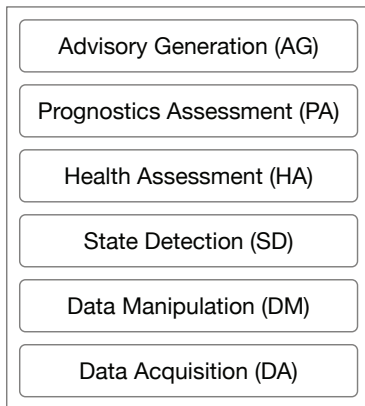 Advisory Generation (AG)
Prognostics Assessment (PA)
Health Assessment (HA)
State Detection (SD)
Data Manipulation (DM)
Data Acquisition (DA)